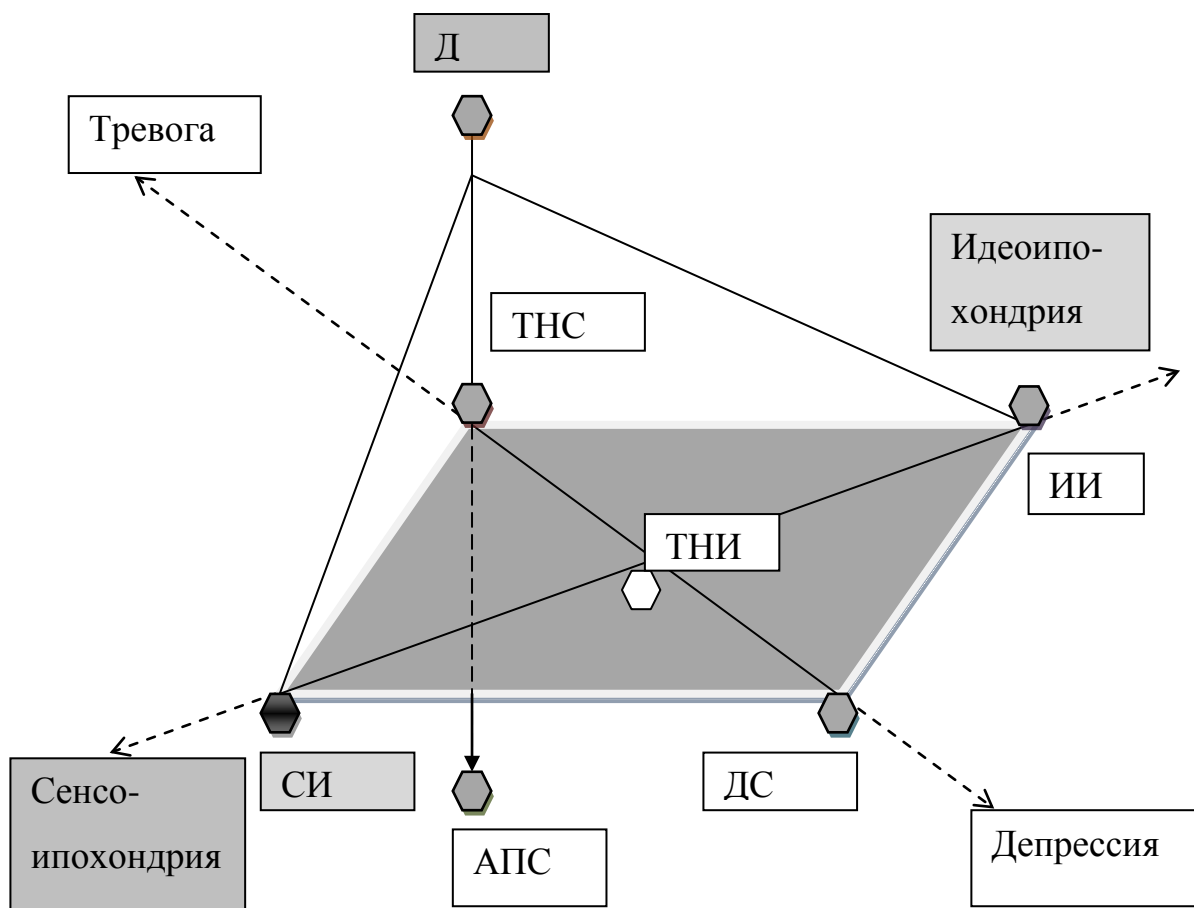 Д
Тревога
Идеоипо-
хондрия
ТНС
ИИ
ТНИ
СИ
ДС
Сенсо-
ипохондрия
АПС
Депрессия